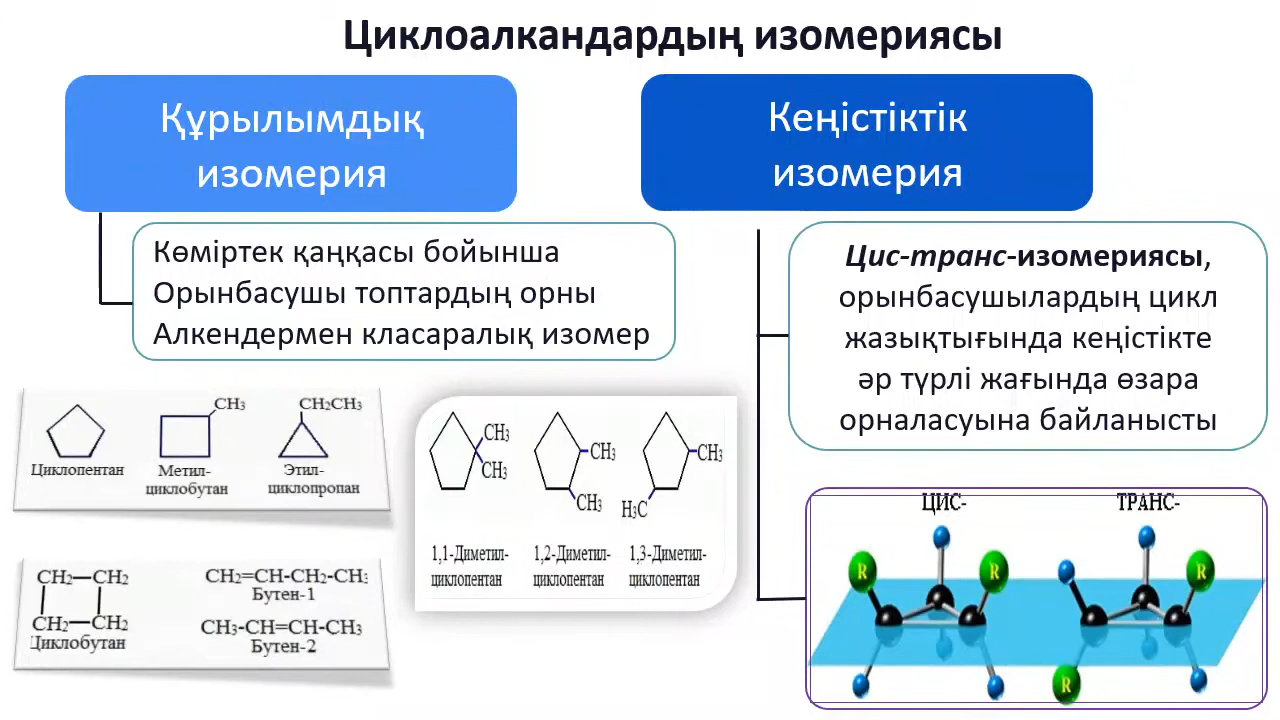 Циклоалкандардың изомериясы
Құрылымдық
изомерия
Көміртек қаңқасы бойынша
Орынбасушы топтардың орны
Алкендермен класаралық изомер
Кеңістіктік
изомерия
Цис-транс-изомериясы,
орынбасушылардың цикл
жазықтығында кеңістікте
әр түрлі жағында өзара
орналасуына байланысты
CH3
CH2CH3
Циклопентан
Метил-
циклобутан
Этил-
циклопропан
CH2—CH2
CH2—CH2
Циклобутан
CH2=CH-CH2-CH3
Бутен-1
CH3-CH=CH-CH3
Бутен-2
CH3
CH3
1,1-Диметил-
циклопентан
CH3
CH3
1,2-Диметил-
циклопентан
CH3
H3C
1,3-Диметил-
циклопентан
ЦИС-
R
R
ТРАНС-
R
R